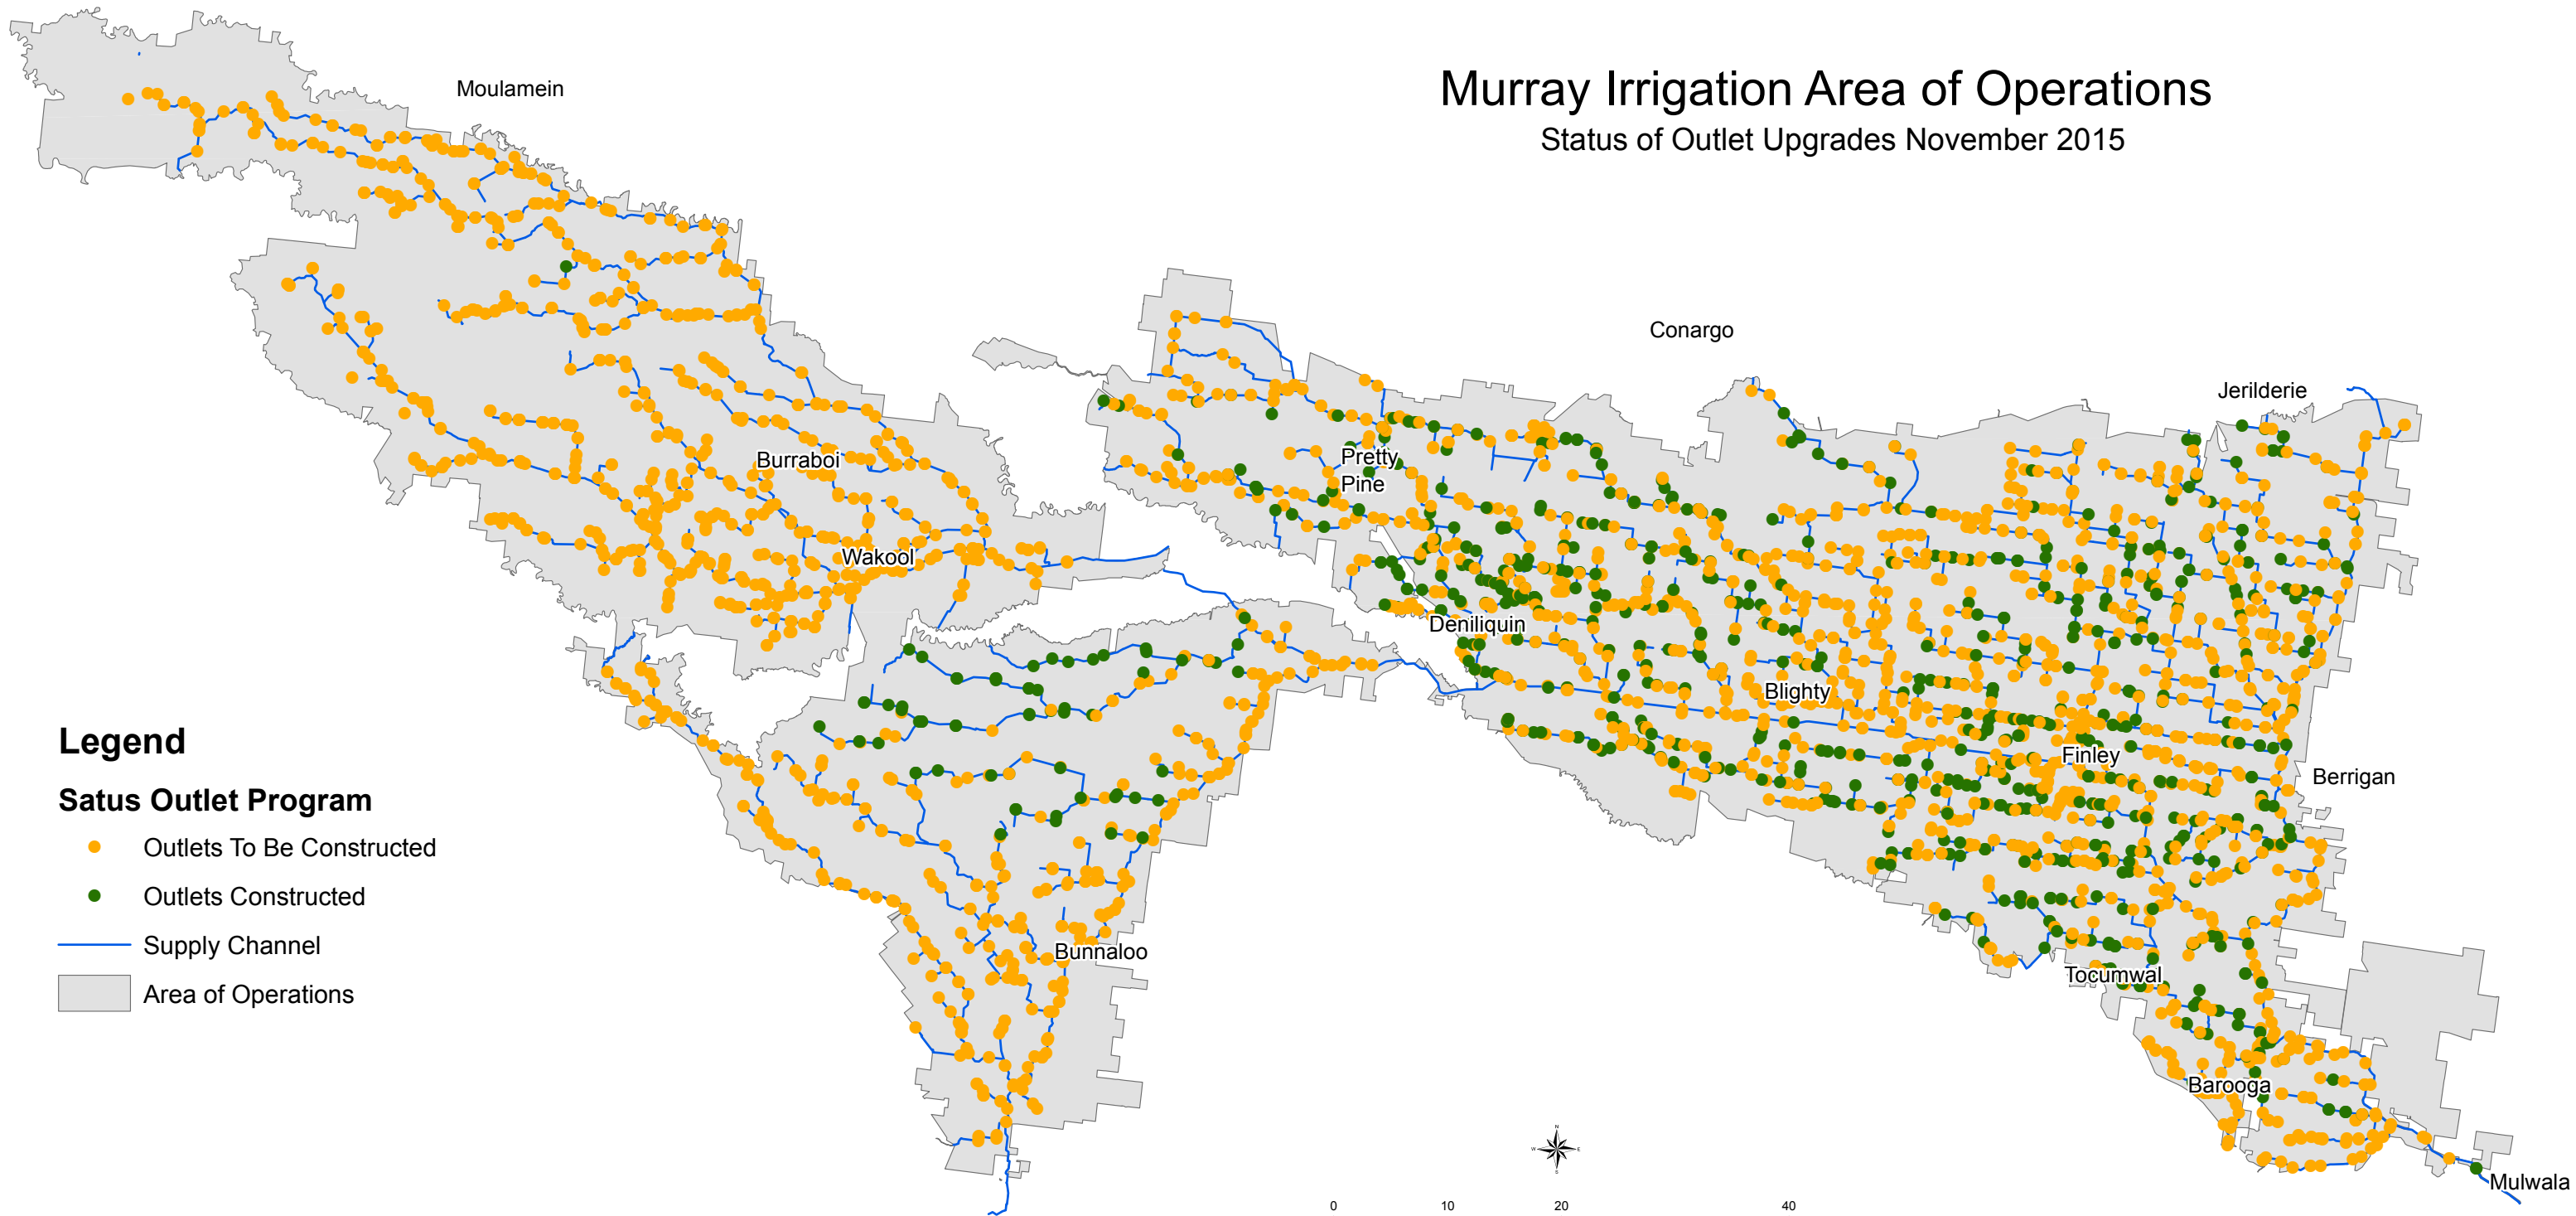 Murray Irrigation Area of Operations
Status of Outlet Upgrades November 2015
Moulamein
Conargo
Jerilderie
Burraboi
Pretty
Pine
Wakool
Deniliquin
Blighty
Finley
Berrigan
Bunnaloo
Tocumwal
Barooga
Mulwala
Legend
Satus Outlet Program
Outlets To Be Constructed
Outlets Constructed
Supply Channel
Area of Operations
N
W E
S
0 10 20 40